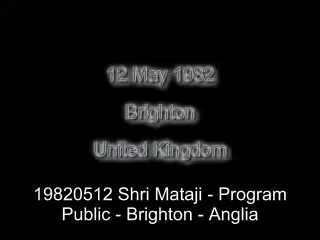 12 May 1982
Brighton
United Kingdom
19820512 Shri Mataji - Program
Public - Brighton - Anglia